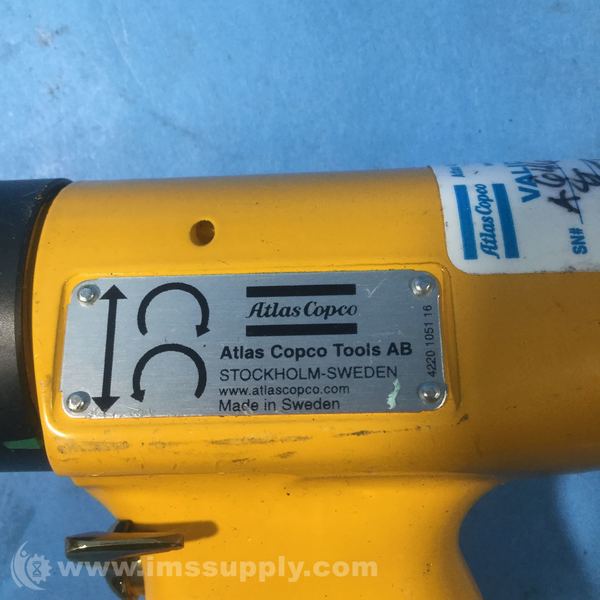 Atlas Copco
Atlas Copco Tools AB
STOCKHOLM-SWEDEN
www.atlascopco.com
Made in Sweden
4220 1051 16
Atlas Copco
SN#
www.imssupply.com